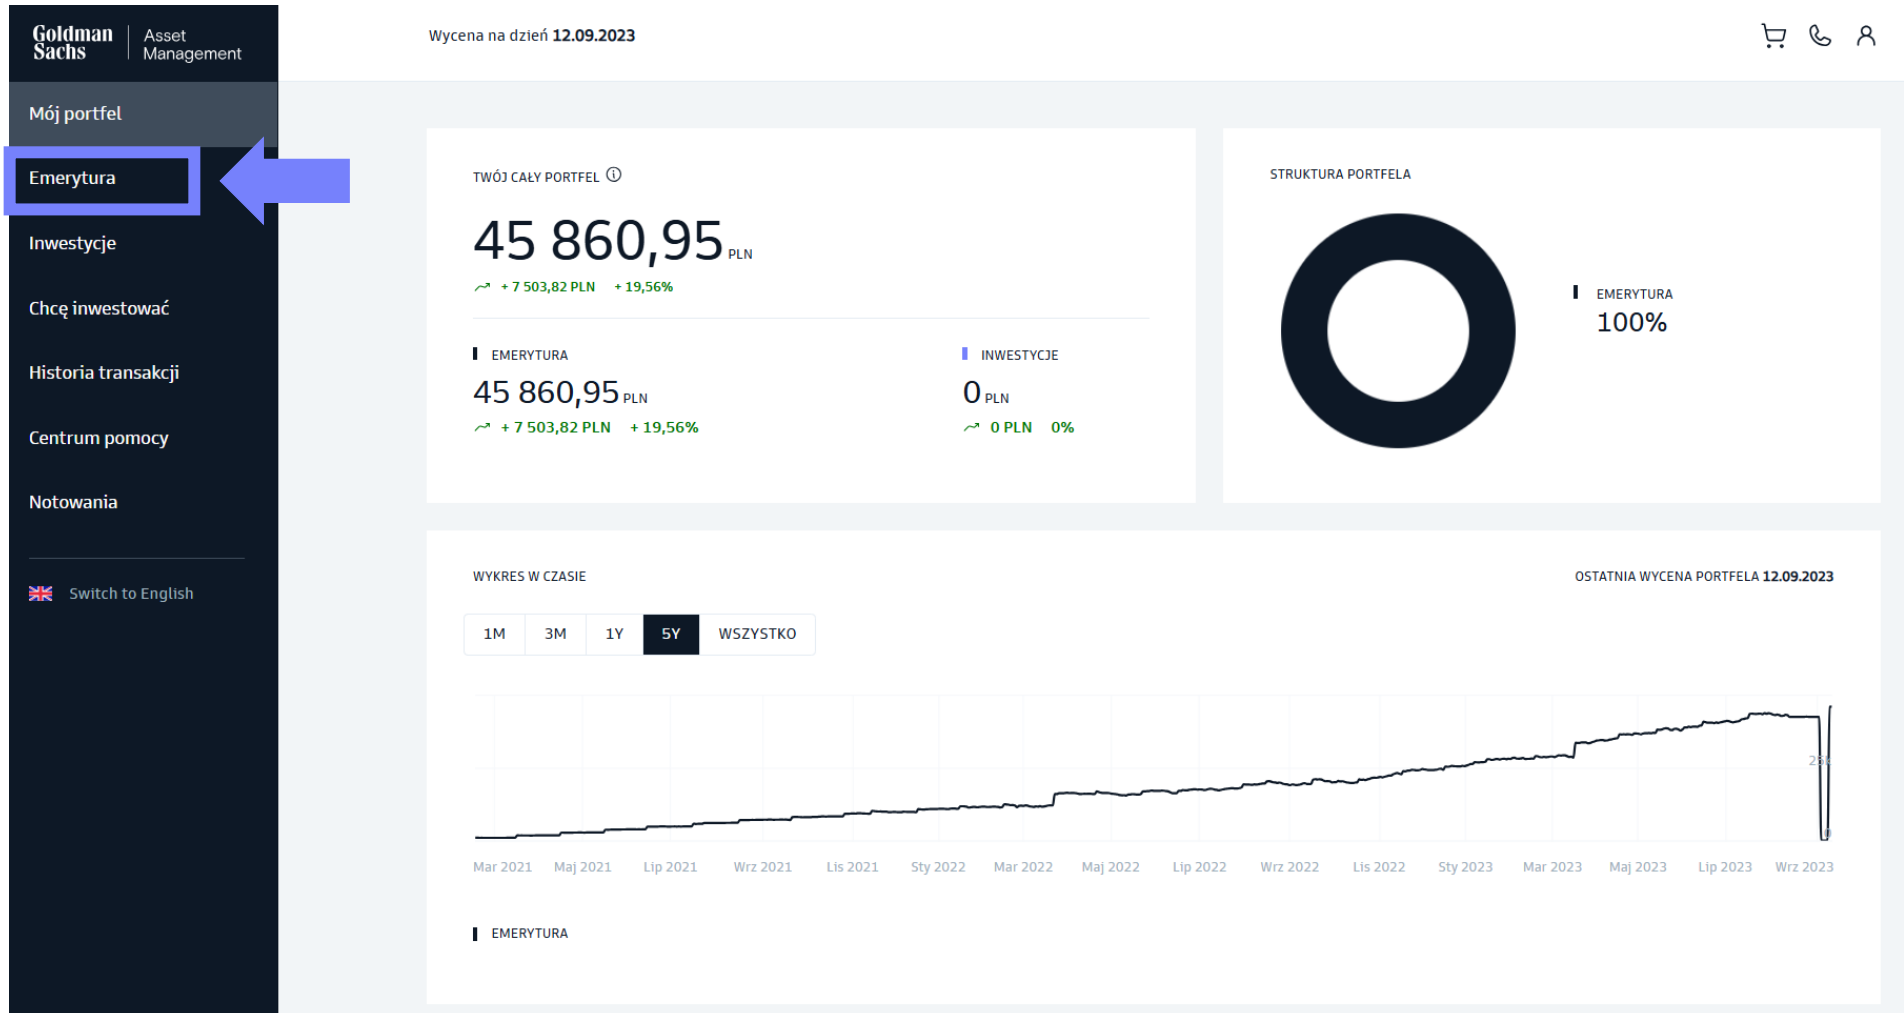 Goldman
Sachs
Asset
Management
Wycena na dzień 12.09.2023
Mój portfel
Emerytura
Inwestycje
Chcę inwestować
Historia transakcji
Centrum pomocy
Notowania
Switch to English
TWÓJ CAŁY PORTFEL
45 860,95 PLN
+ 7 503,82 PLN + 19,56%
EMERYTURA
45 860,95 PLN
+ 7 503,82 PLN + 19,56%
INWESTYCJE
0 PLN
0 PLN 0%
STRUKTURA PORTFELA
EMERYTURA
100%
WYKRES W CZASIE
OSTATNIA WYCENA PORTFELA 12.09.2023
1M 3M 1Y 5Y WSZYSTKO
25k
0
Mar 2021 Maj 2021 Lip 2021 Wrz 2021 Lis 2021 Sty 2022 Mar 2022 Maj 2022 Lip 2022 Wrz 2022 Lis 2022 Sty 2023 Mar 2023 Maj 2023 Lip 2023 Wrz 2023
EMERYTURA